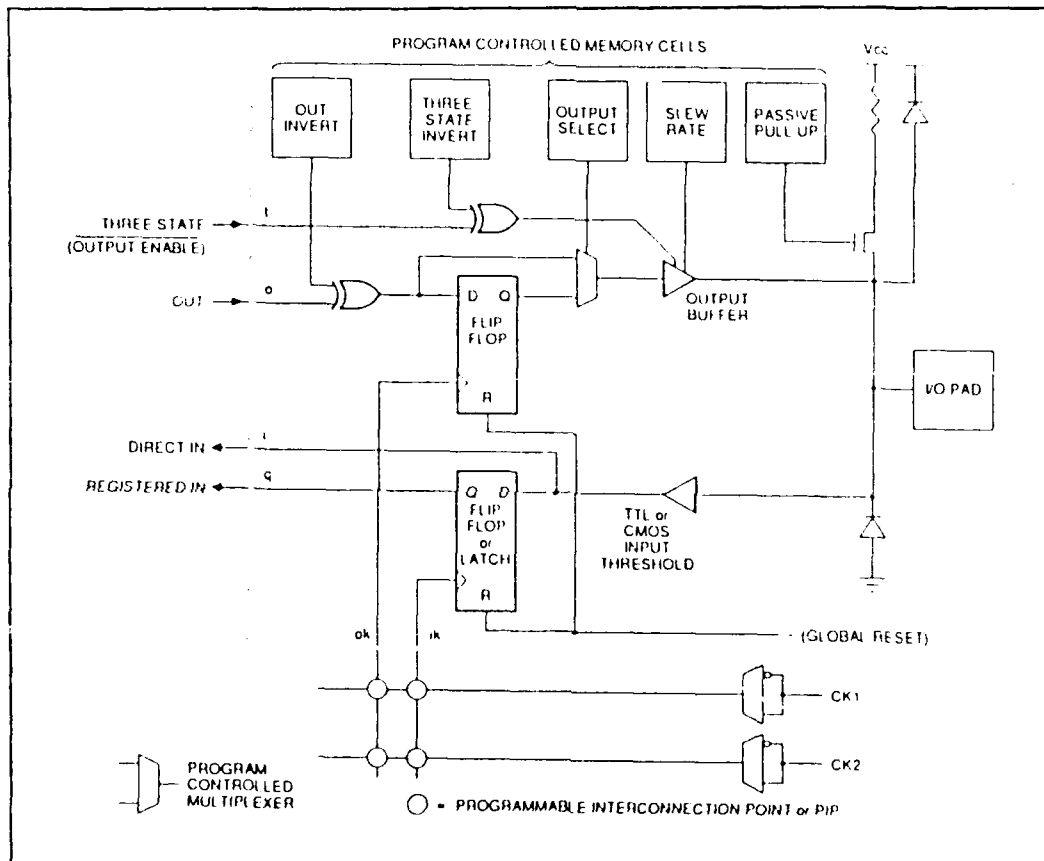 PROGRAM CONTROLLED MEMORY CELLS
Vcc
OUT
INVERT
THREE
STATE
INVERT
OUTPUT
SELECT
SLEW
RATE
PASSIVE
PULL UP
THREE STATE
(OUTPUT ENABLE)
t
OUT
o
D Q
FLIP
FLOP
R
OUTPUT
BUFFER
I/O PAD
DIRECT IN
i
REGISTERED IN
q
Q D
FLIP
FLOP
or
LATCH
R
TTL or
CMOS
INPUT
THRESHOLD
ok
ik
(GLOBAL RESET)
CK1
CK2
PROGRAM
CONTROLLED
MULTIPLEXER
= PROGRAMMABLE INTERCONNECTION POINT or PIP